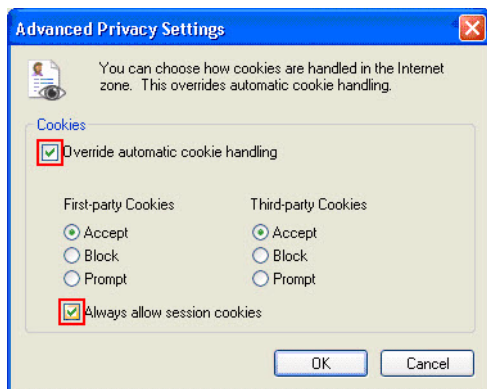 Advanced Privacy Settings
You can choose how cookies are handled in the Internet
zone.  This overrides automatic cookie handling.
Cookies
Override automatic cookie handling
First-party Cookies
Third-party Cookies
Accept
Accept
Block
Block
Prompt
Prompt
Always allow session cookies
OK
Cancel